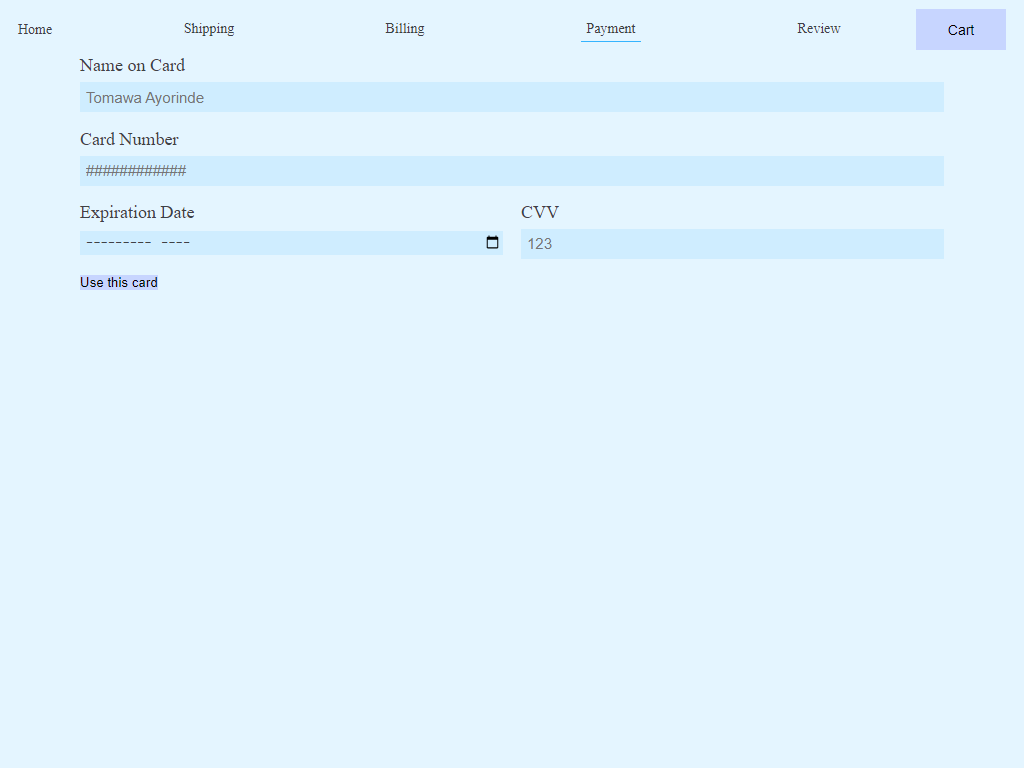 Home Shipping Billing Payment Review Cart
Name on Card
Tomawa Ayorinde
Card Number
############
Expiration Date CVV
--------- ---- 123
Use this card